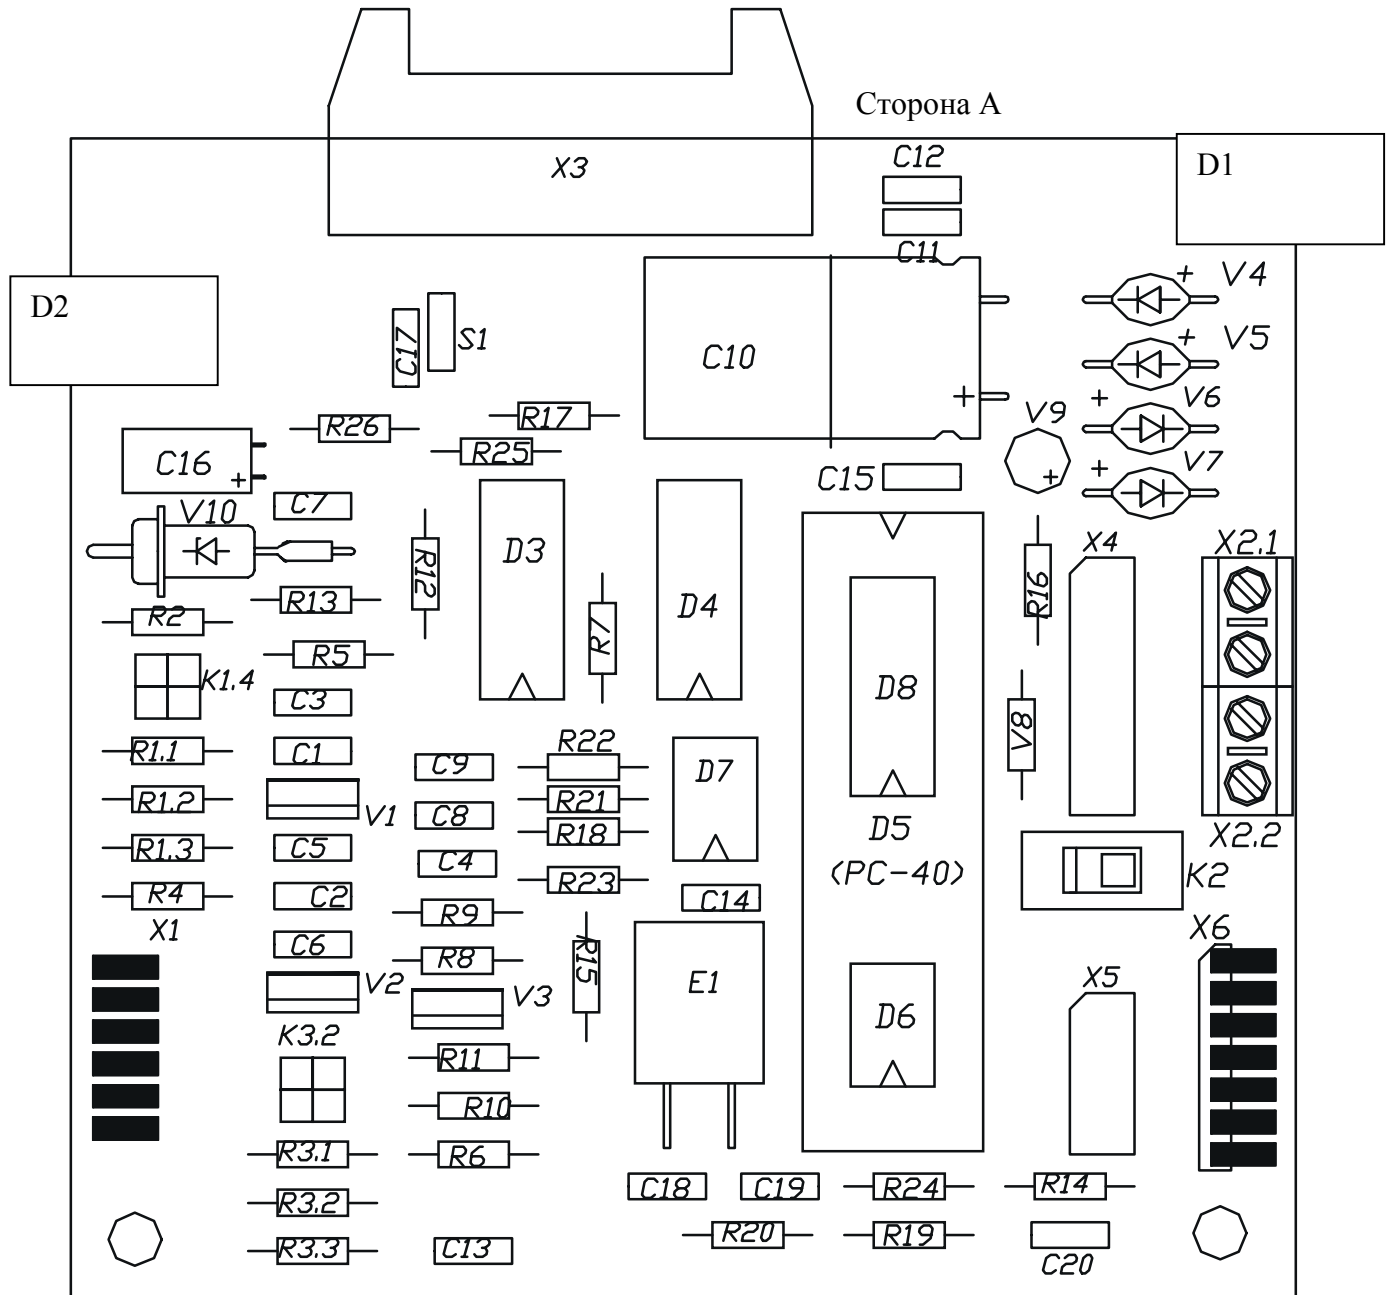 Сторона А
X3
C12
D1
C11
V4
D2
C17
S1
C10
V5
+
+
+
V6
V9
+
R17
R26
R25
C16
+
V7
+
C15
+
C7
V10
D3
R12
X4
X2.1
R16
R13
R2
R7
D4
R5
K1.4
C3
D8
V8
R1.1
C1
C9
R22
D7
R1.2
V1
C8
R21
R18
D5
X2.2
R1.3
C5
C4
(PC-40)
K2
R23
R4
C2
C14
R9
X1
X6
C6
R8
R15
V2
V3
E1
X5
D6
K3.2
R11
R10
R3.1
R6
C18
C19
R24
R14
R3.2
R20
R19
R3.3
C13
C20